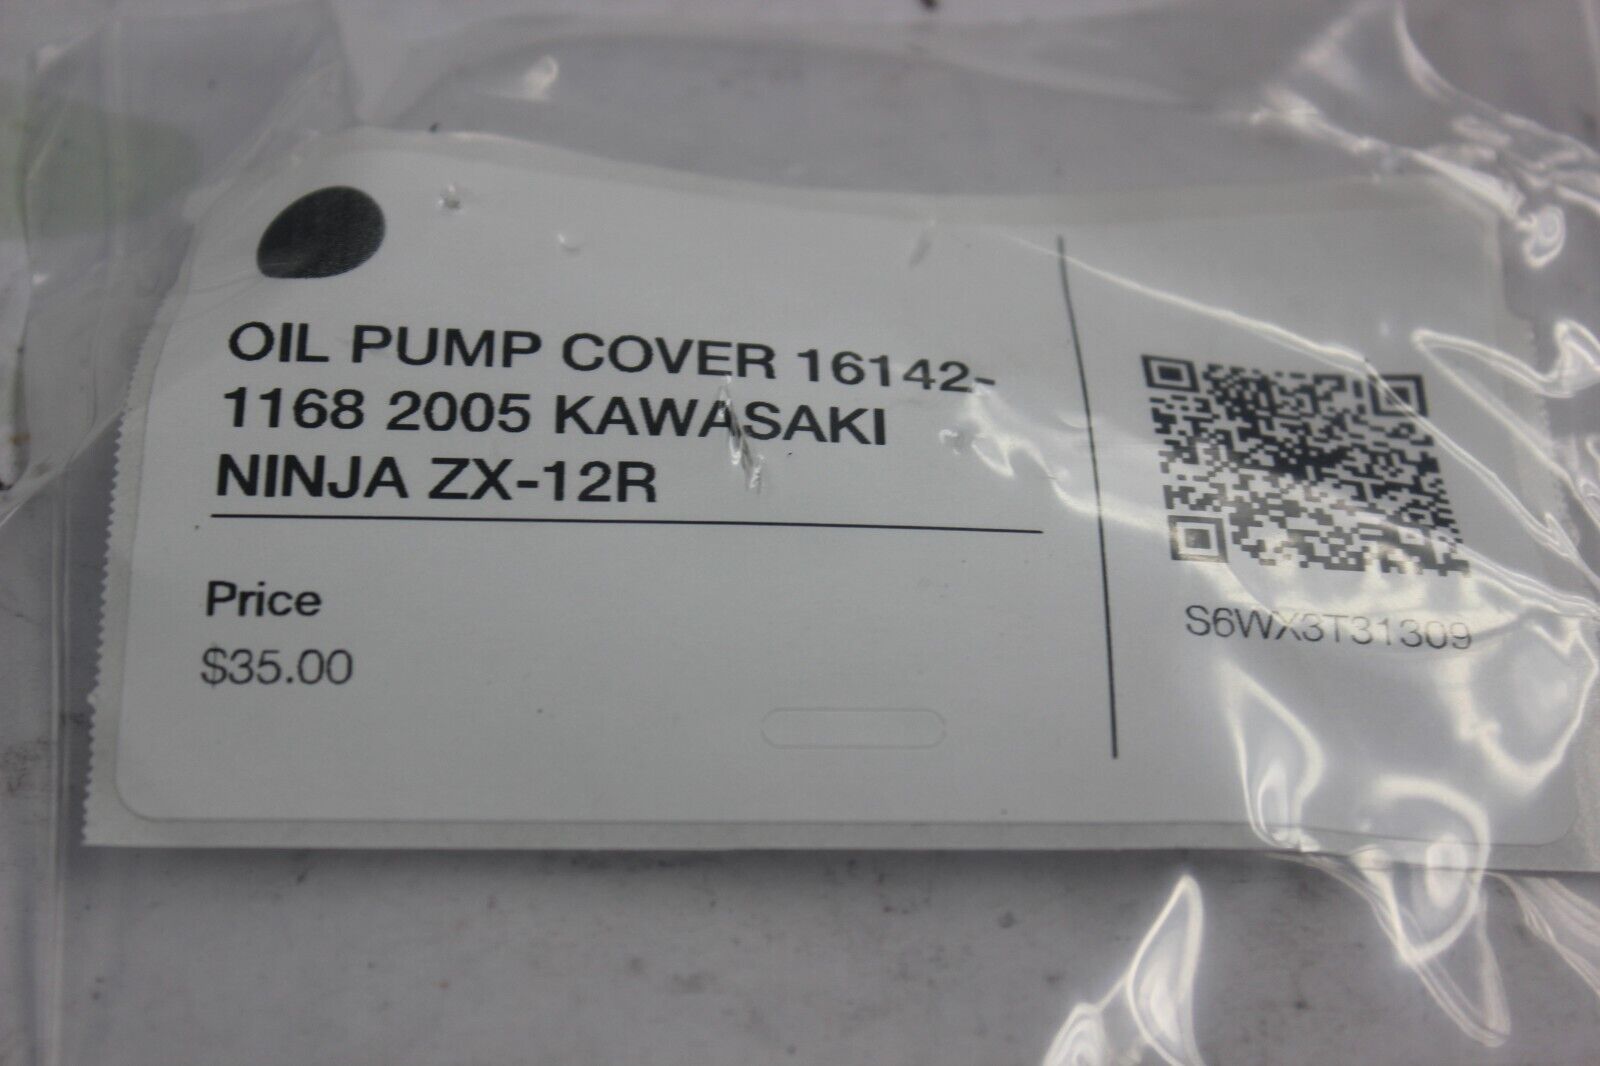 OIL PUMP COVER 16142-
1168 2005 KAWASAKI
NINJA ZX-12R
Price
$35.00
S6WX3T31309